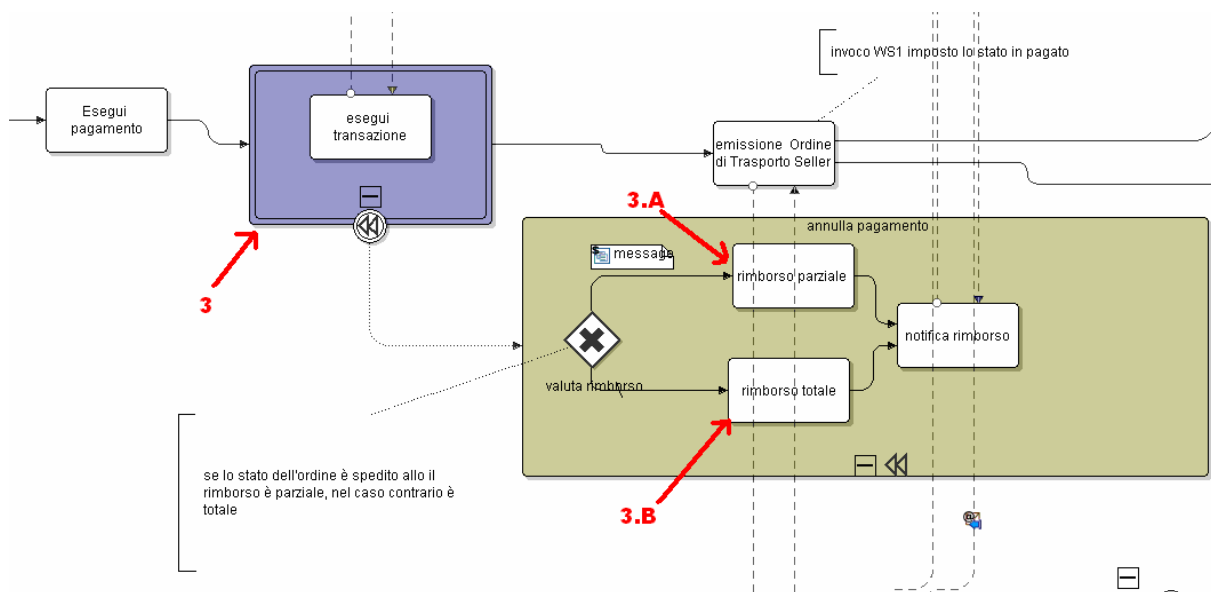 invoco WS1 imposto lo stato in pagato
Esegui
pagamento
esegui
transazione
emissione Ordine
di Trasporto Seller
3
3.A
annulla pagamento
message
rimborso parziale
notifica rimborso
valuta rimborso
rimborso totale
3.B
se lo stato dell'ordine è spedito allo il
rimborso è parziale, nel caso contrario è
totale